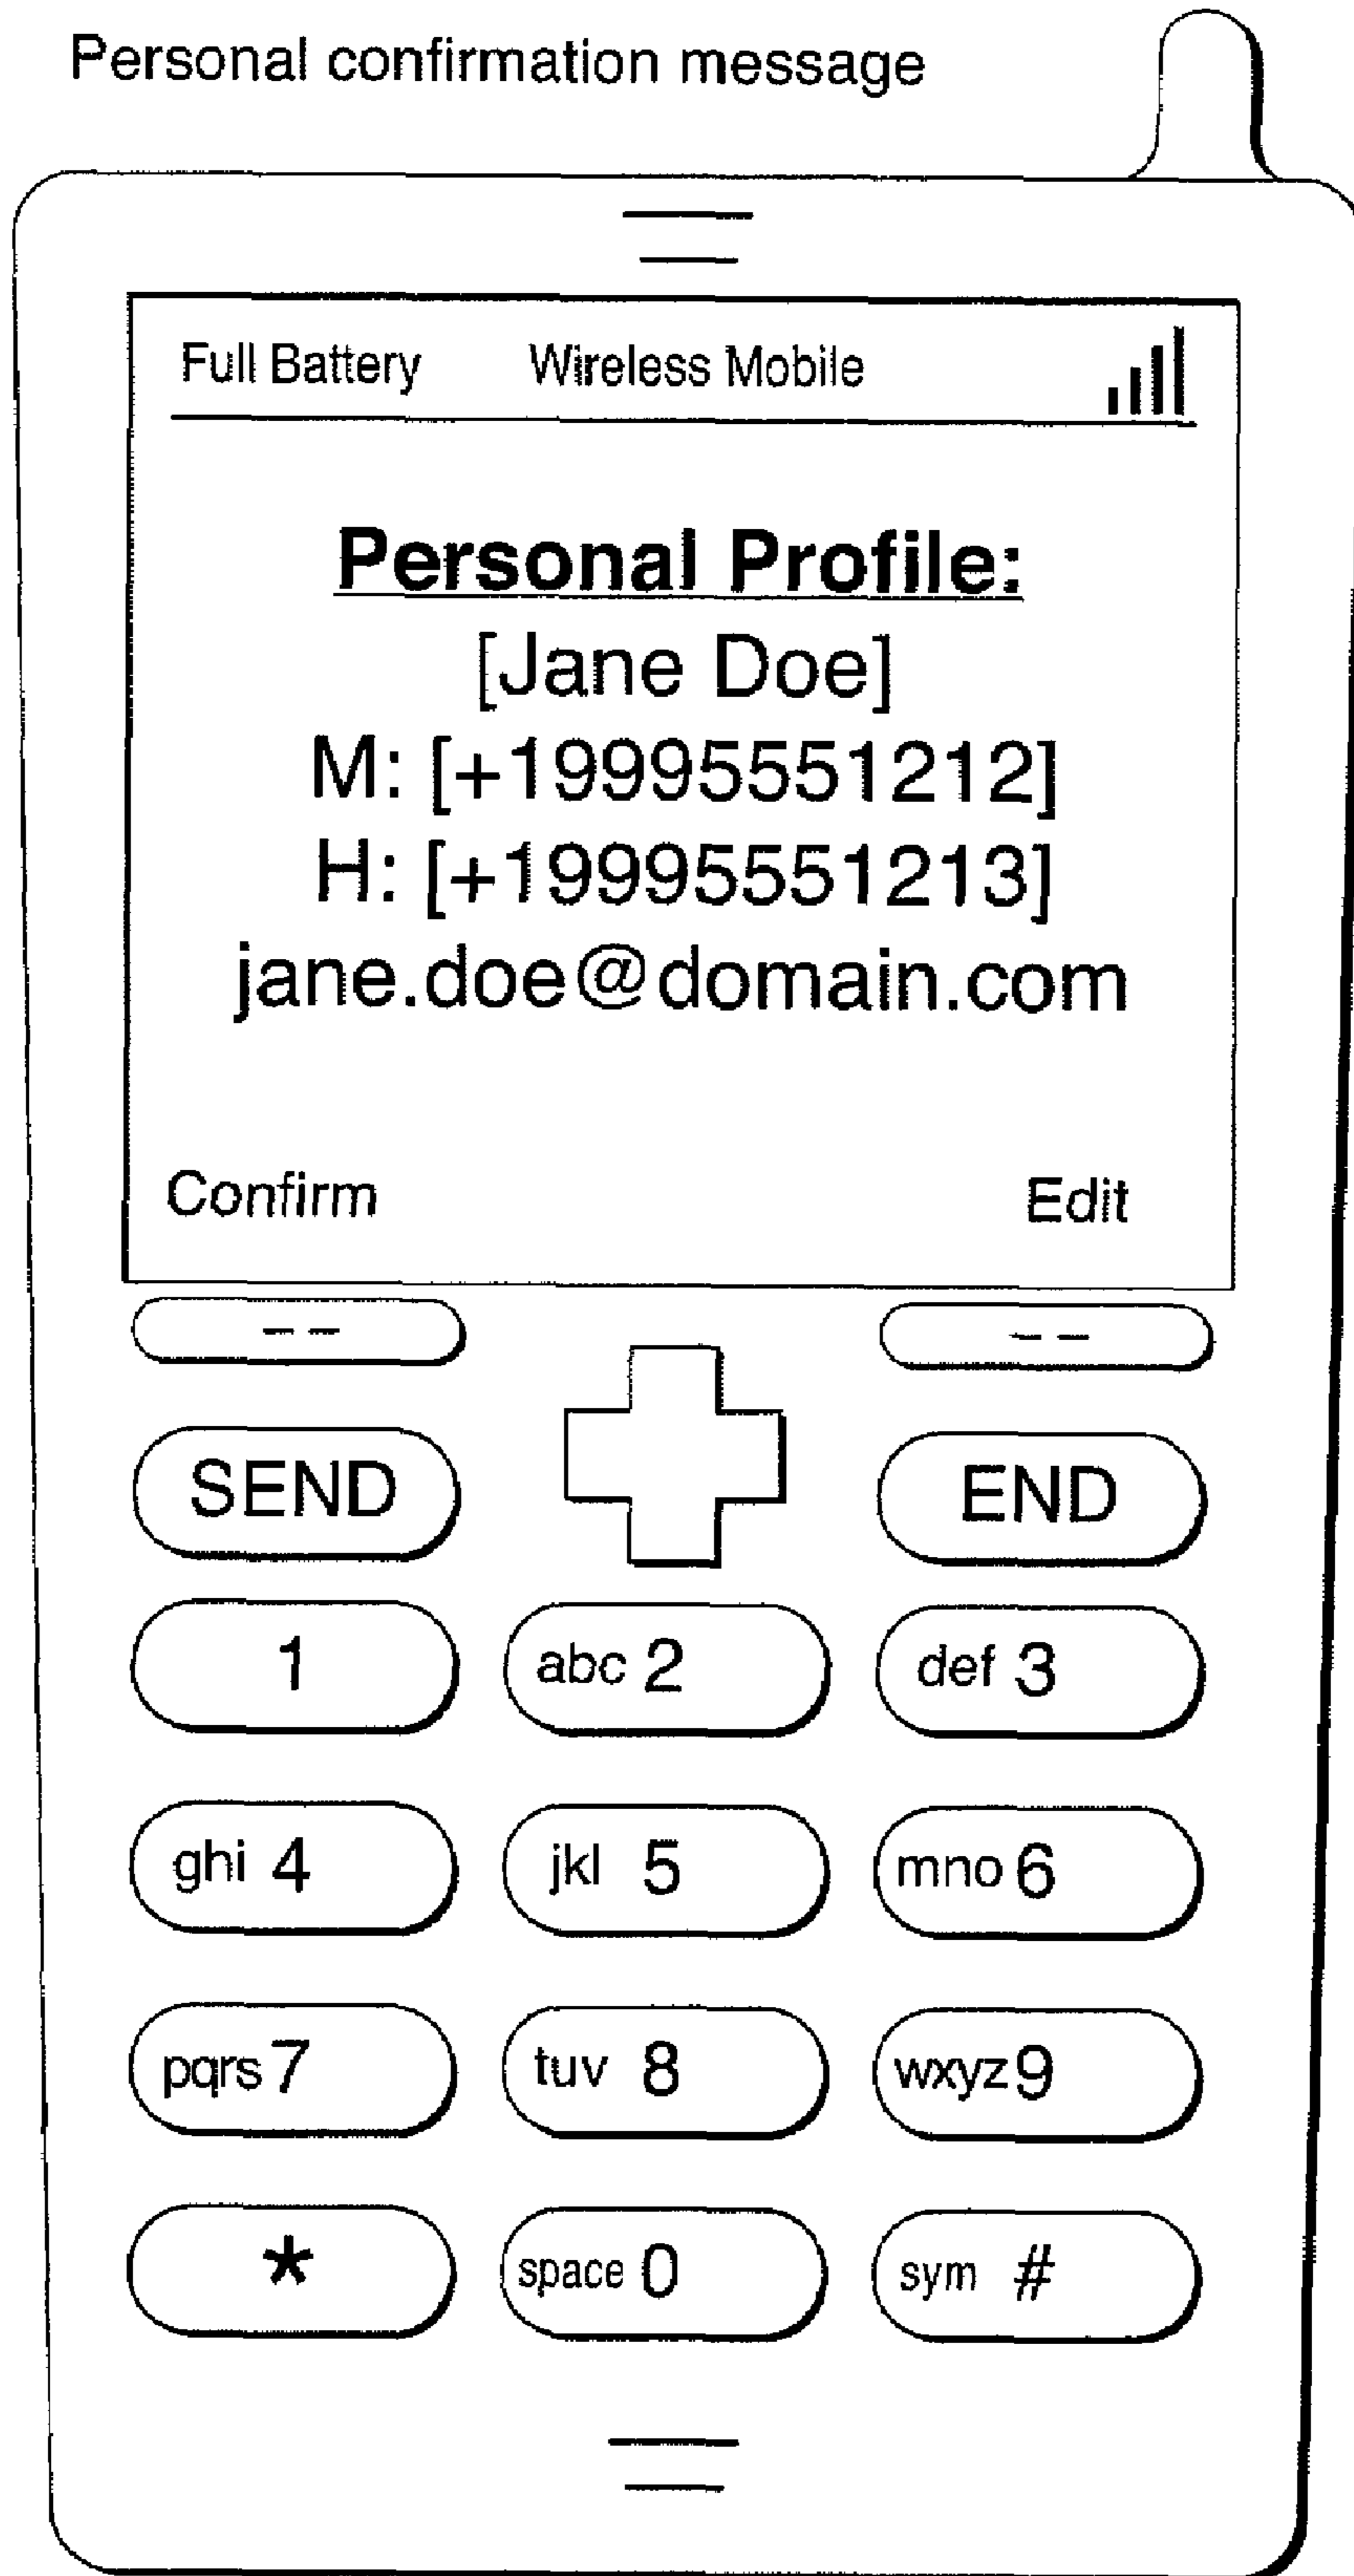 Personal confirmation message
Full Battery Wireless Mobile
Personal Profile:
[Jane Doe]
M: [+19995551212]
H: [+19995551213]
jane.doe@domain.com
Confirm Edit
-- --
SEND END
1 abc 2 def 3
ghi 4 jkl 5 mno 6
pqrs 7 tuv 8 wxyz 9
* space 0 sym #